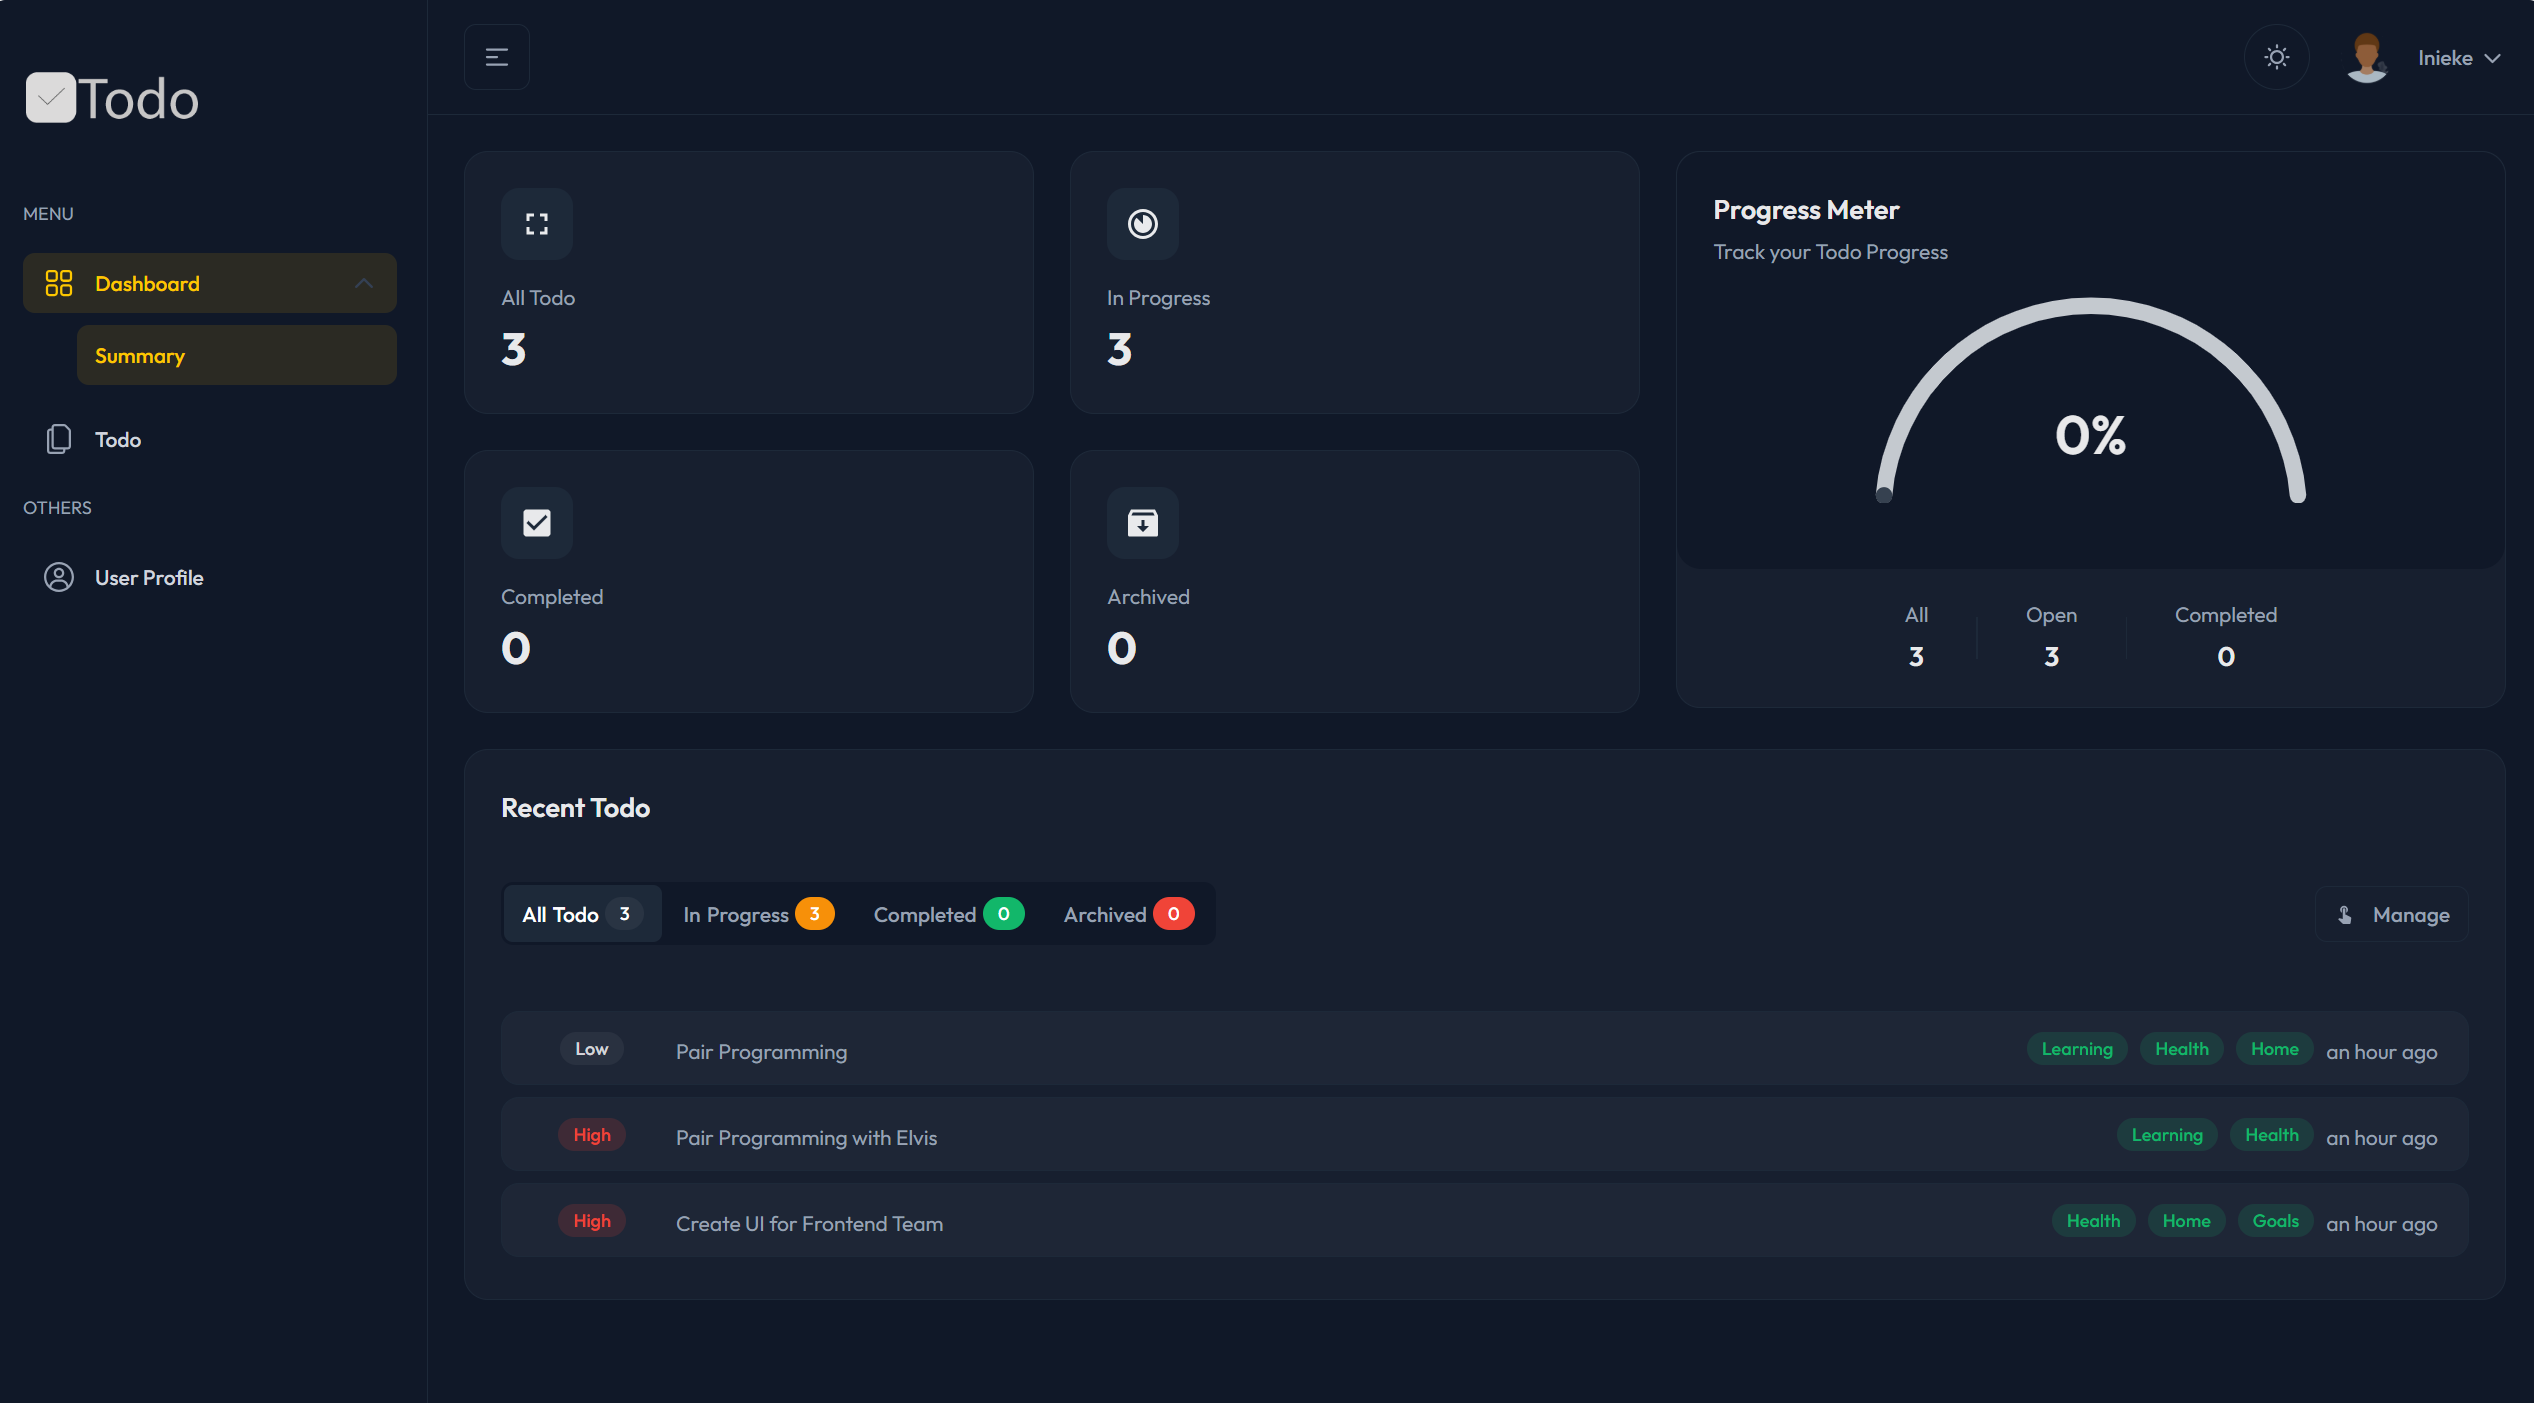 Todo
MENU
Dashboard
Summary
Todo
OTHERS
User Profile
Inieke
All Todo
3
In Progress
3
Completed
0
Archived
0
Progress Meter
Track your Todo Progress
0%
All Open Completed
3 3 0
Recent Todo
All Todo 3 In Progress 3 Completed 0 Archived 0 Manage
Low Pair Programming Learning Health Home an hour ago
High Pair Programming with Elvis Learning Health an hour ago
High Create UI for Frontend Team Health Home Goals an hour ago